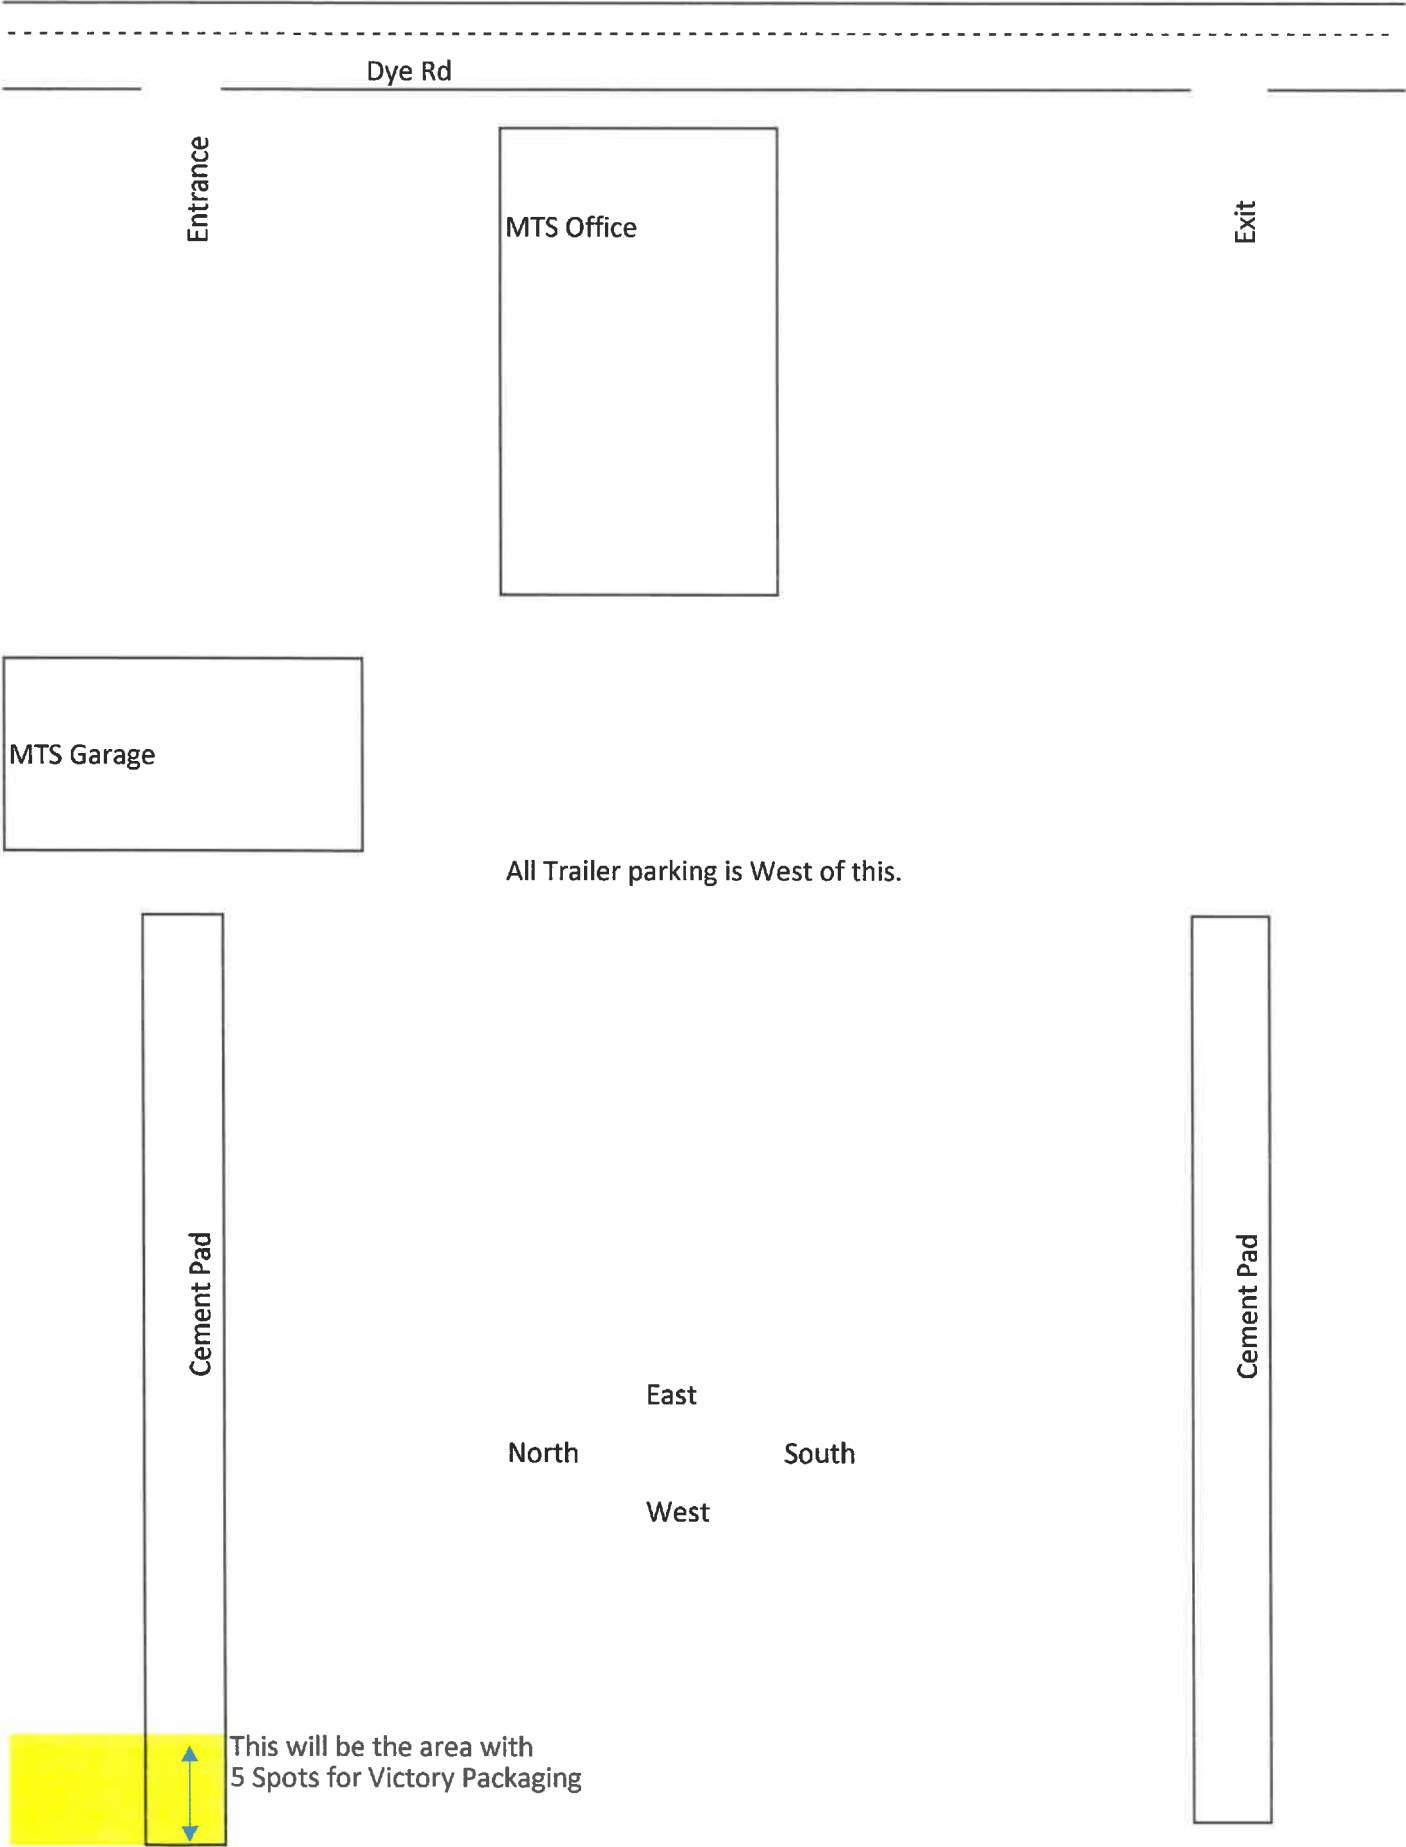 Dye Rd
Entrance
MTS Office
Exit
MTS Garage
All Trailer parking is West of this.
Cement Pad
Cement Pad
East
North South
West
This will be the area with
5 Spots for Victory Packaging